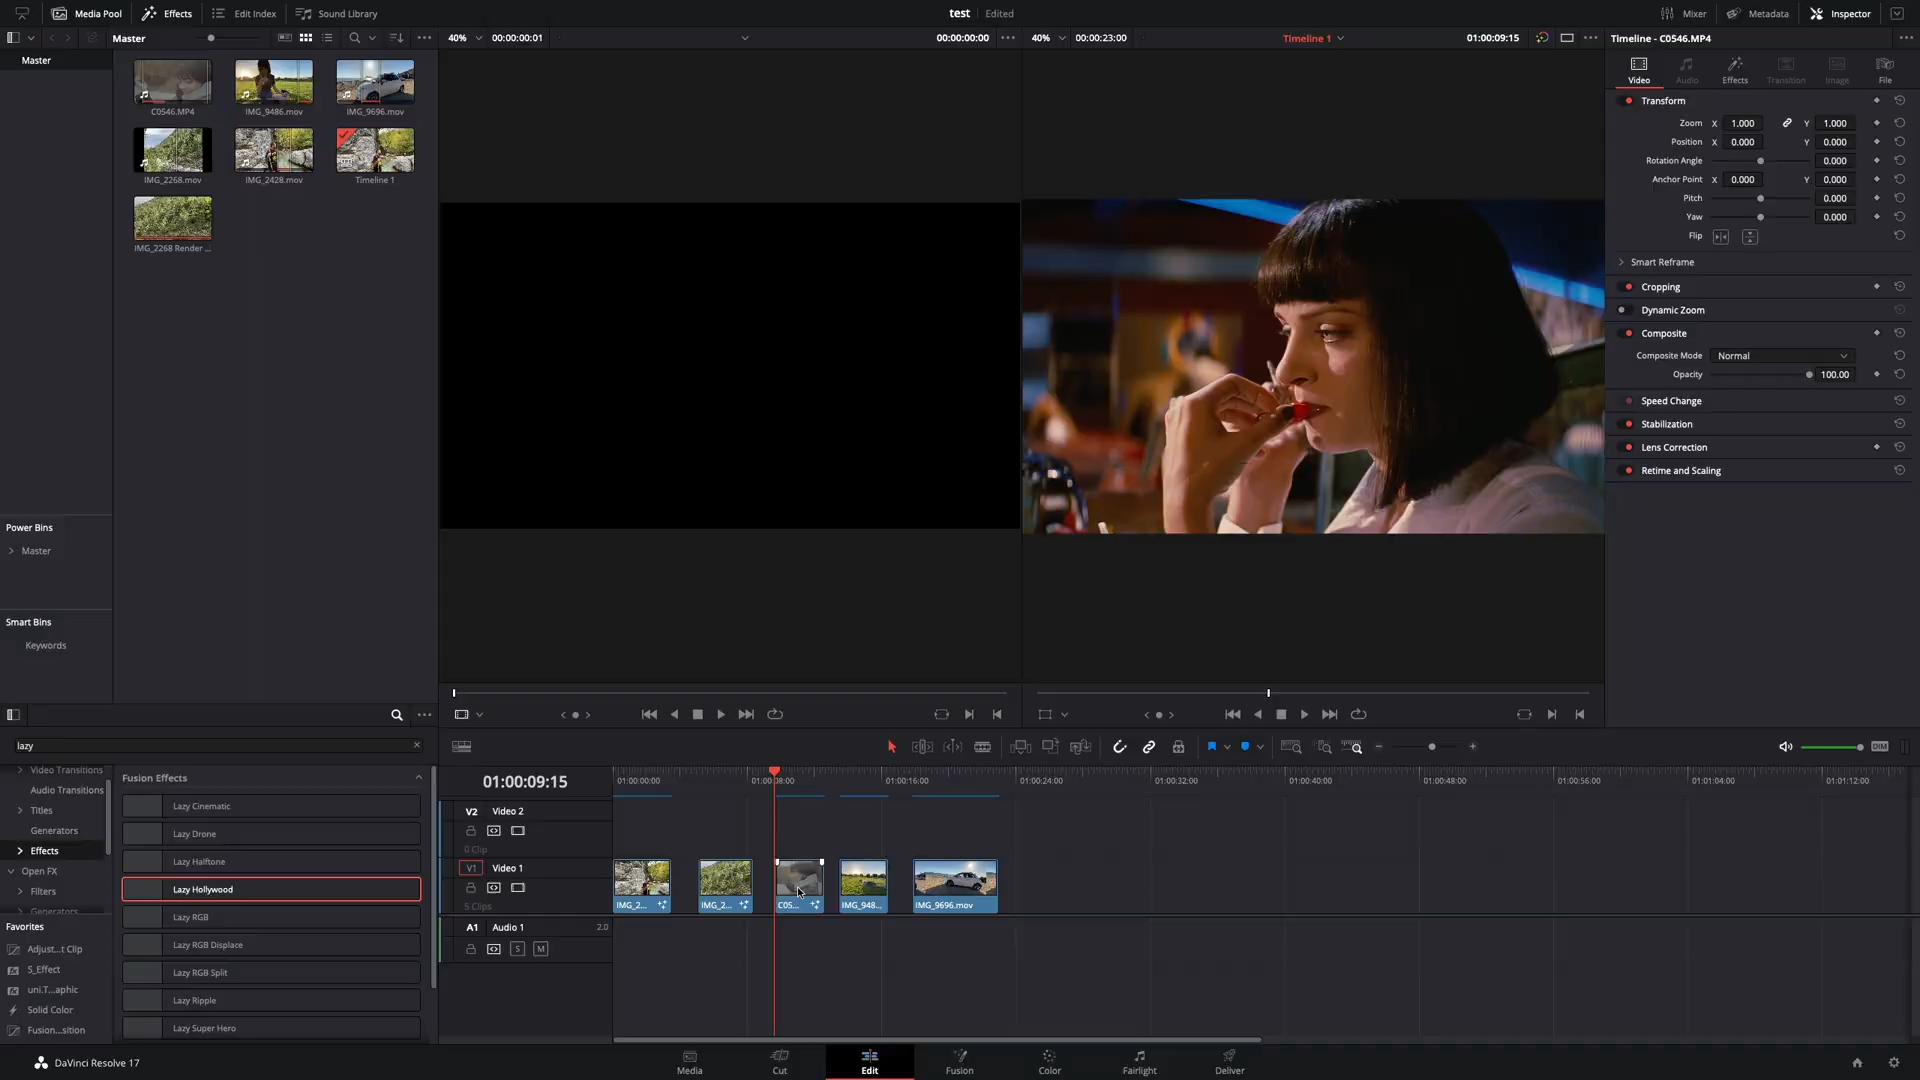 Media Pool
Effects
Edit Index
Sound Library
test
Edited
Mixer
Metadata
Inspector
Master
40%
00:00:00:01
00:00:00:00
40%
00:00:23:00
Timeline 1
01:00:09:15
Timeline - C0546.MP4
Master
C0546.MP4
IMG_9486.mov
IMG_9696.mov
IMG_2268.mov
IMG_2428.mov
Timeline 1
IMG_2268 Render ...
Power Bins
Master
Smart Bins
Keywords
Video
Audio
Effects
Transition
Image
File
Transform
Zoom X 1.000 Y 1.000
Position X 0.000 Y 0.000
Rotation Angle 0.000
Anchor Point X 0.000 Y 0.000
Pitch 0.000
Yaw 0.000
Flip
Smart Reframe
Cropping
Dynamic Zoom
Composite
Composite Mode Normal
Opacity 100.00
Speed Change
Stabilization
Lens Correction
Retime and Scaling
lazy
Video Transitions
Audio Transitions
Titles
Generators
Effects
Open FX
Filters
Generators
Favorites
Adjust...t Clip
S_Effect
uni.T...aphic
Solid Color
Fusion...sition
Fusion Effects
Lazy Cinematic
Lazy Drone
Lazy Halftone
Lazy Hollywood
Lazy RGB
Lazy RGB Displace
Lazy RGB Split
Lazy Ripple
Lazy Super Hero
DIM
01:00:09:15
01:00:00:00
01:00:08:00
01:00:16:00
01:00:24:00
01:00:32:00
01:00:40:00
01:00:48:00
01:00:56:00
01:01:04:00
01:01:12:00
V2 Video 2
0 Clip
V1 Video 1
5 Clips
IMG_2...
IMG_2...
C05...
IMG_948...
IMG_9696.mov
A1 Audio 1 2.0
S M
DaVinci Resolve 17
Media
Cut
Edit
Fusion
Color
Fairlight
Deliver